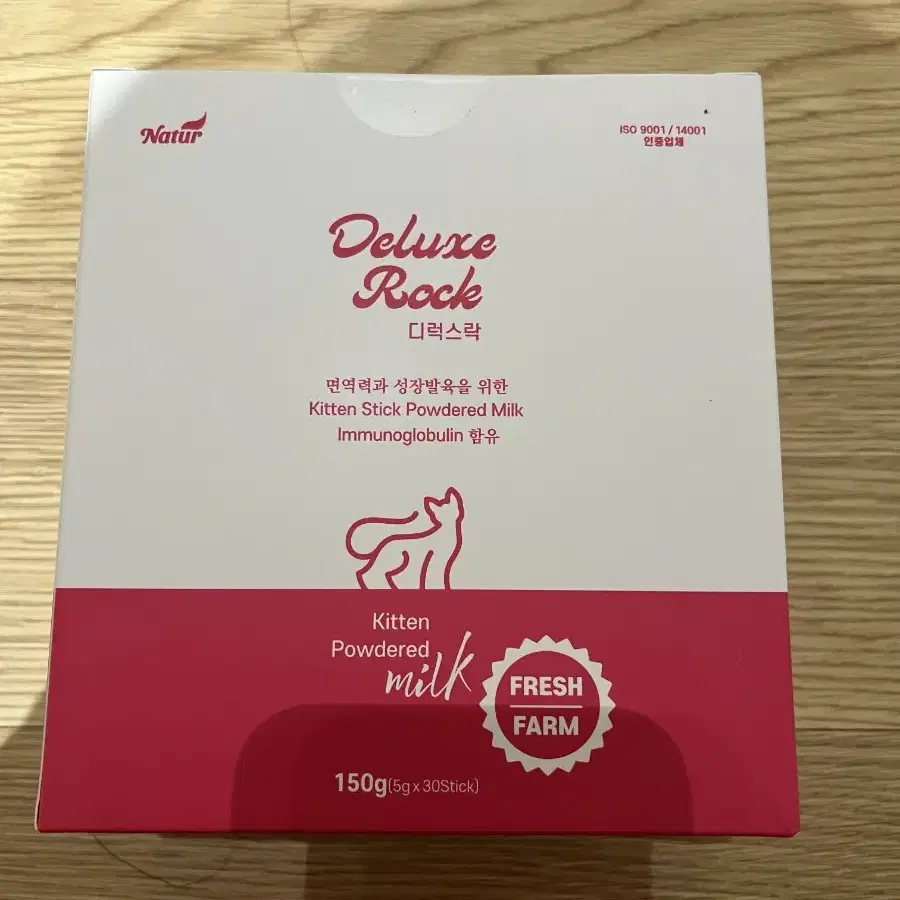 Natur
ISO 9001 / 14001
인증업체
Deluxe
Rock
디럭스락
면역력과 성장발육을 위한
Kitten Stick Powdered Milk
Immunoglobulin 함유
Kitten
Powdered
milk
FRESH
FARM
150g(5g x 30Stick)